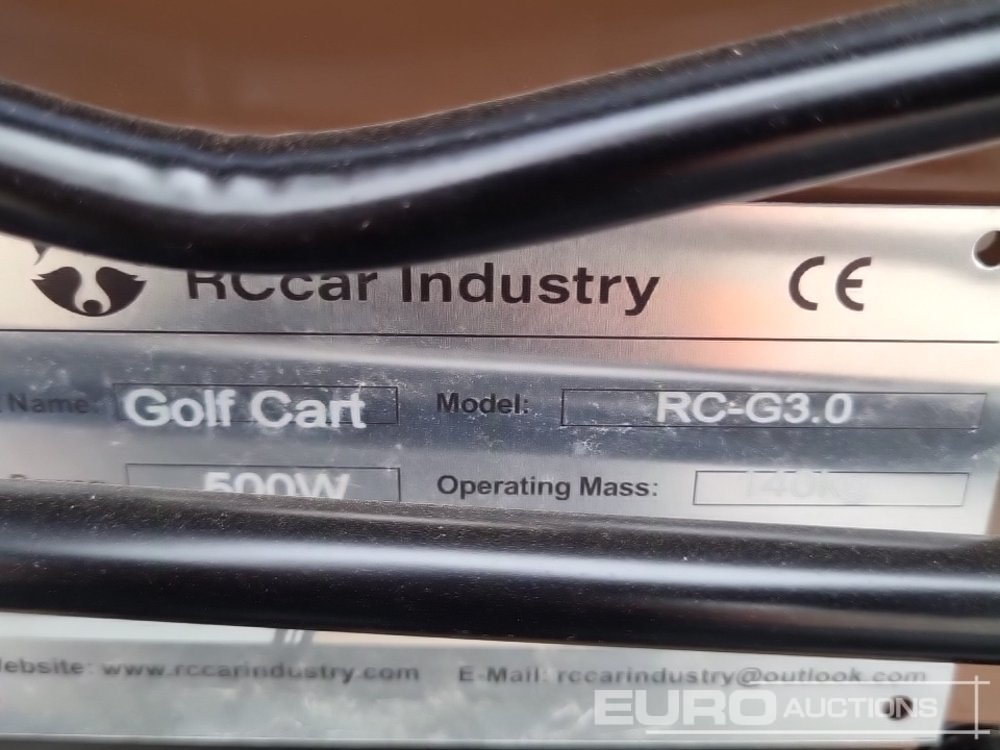 RCcar Industry CE
Name: Golf Cart Model: RC-G3.0
500W Operating Mass:
Website: www.rccarindustry.com E-Mail: rccarindustry@outlook.com
EURO AUCTIONS